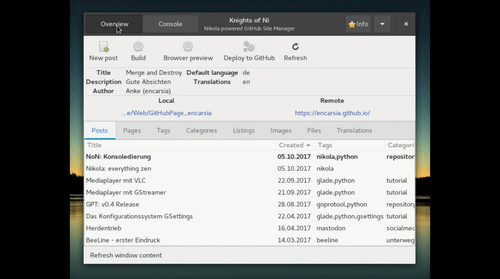 Overview Console Knights of Ni Info
Nikola powered GitHub Site Manager
New post Build Browser preview Deploy to GitHub Refresh
Title Merge and Destroy Default language de
Description Gute Absichten Translations en
Author Anke (encarsia)
Local Remote
...e/Web/GitHubPage_encarsia https://encarsia.github.io/
Posts Pages Tags Categories Listings Images Files Translations
Title Created Tags Categori
NoN: Konsoledierung 05.10.2017 nikola,python repositor
Nikola: everything zen 05.10.2017 nikola
Mediaplayer mit VLC 22.09.2017 glade,python tutorial
Mediaplayer mit GStreamer 21.09.2017 glade,python tutorial
GPT: v0.4 Release 28.08.2017 goprotool,python repositor
Das Konfigurationssystem GSettings 22.04.2017 glade,python,gsettings tutorial
Herdentrieb 16.04.2017 mastodon socialmed
BeeLine - erster Eindruck 14.03.2017 beeline unterweg
Refresh window content